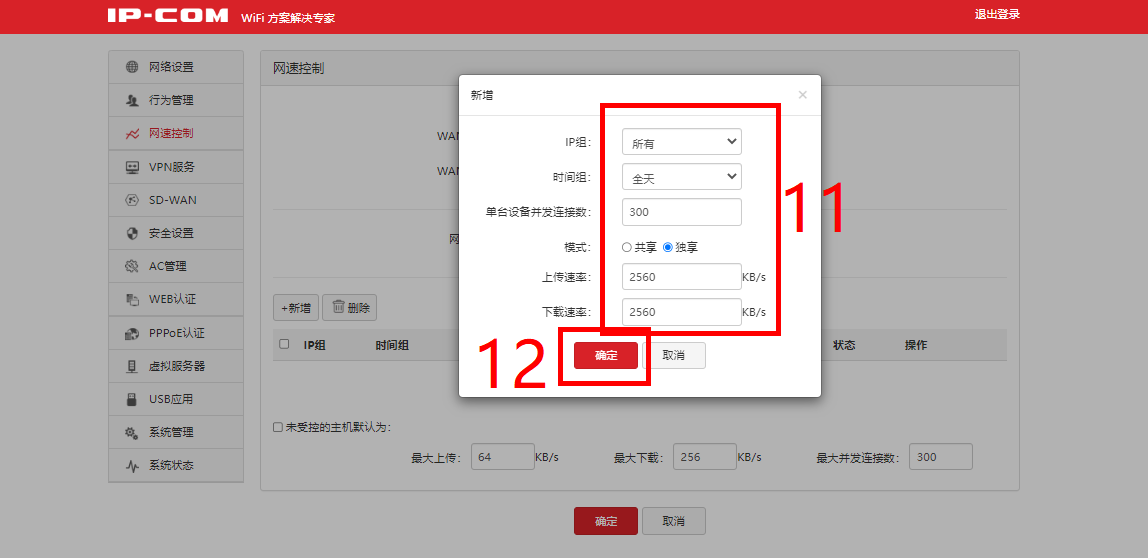 IP-COM WiFi 方案解决专家 退出登录
网络设置
行为管理
网速控制
VPN服务
SD-WAN
安全设置
AC管理
WEB认证
PPPoE认证
虚拟服务器
USB应用
系统管理
系统状态
网速控制
WAN
WAN
网
+新增 删除
IP组 时间组 状态 操作
未受控的主机默认为:
最大上传: 64 KB/s 最大下载: 256 KB/s 最大并发连接数: 300
确定 取消
新增 ×
IP组: 所有
时间组: 全天
单台设备并发连接数: 300
模式: 共享 独享
上传速率: 2560 KB/s
下载速率: 2560 KB/s
确定 取消
11
12